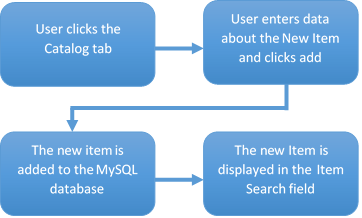 User clicks the
Catalog tab
User enters data
about the New Item
and clicks add
The new item is
added to the MySQL
database
The new Item is
displayed in the Item
Search field